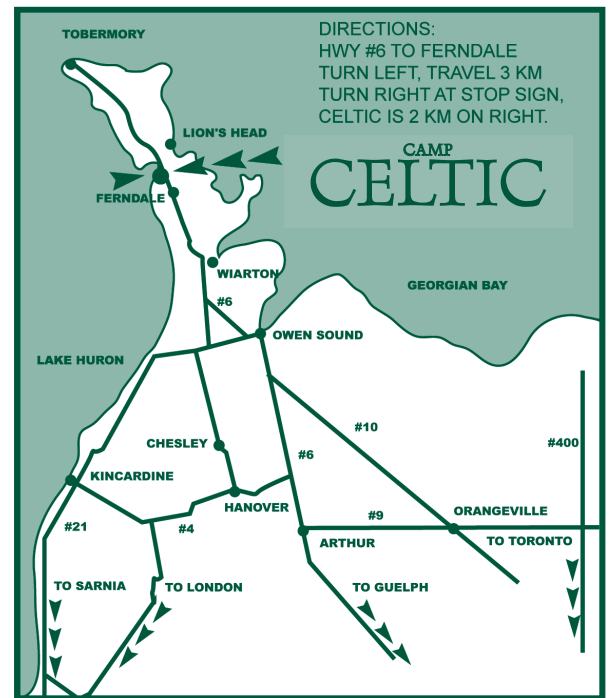 TOBERMORY
DIRECTIONS:
HWY #6 TO FERNDALE
TURN LEFT, TRAVEL 3 KM
TURN RIGHT AT STOP SIGN,
CELTIC IS 2 KM ON RIGHT.
LION'S HEAD
CAMP
CELTIC
FERNDALE
WIARTON
GEORGIAN BAY
#6
OWEN SOUND
LAKE HURON
#10
CHESLEY
#6
#400
KINCARDINE
HANOVER
#9
ORANGEVILLE
#21
#4
ARTHUR
TO TORONTO
TO SARNIA
TO LONDON
TO GUELPH